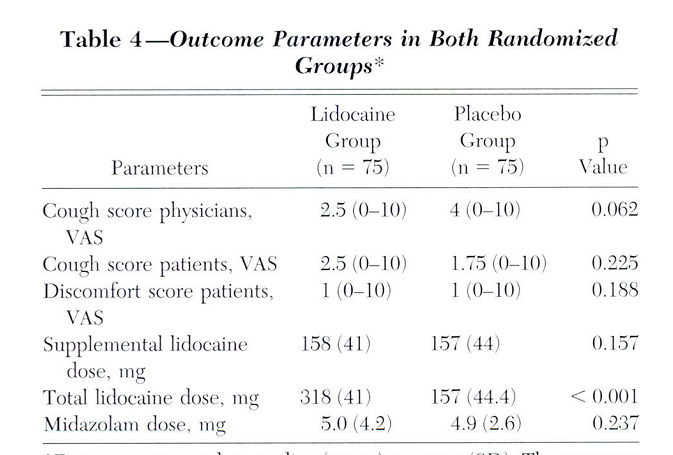 Table 4—Outcome Parameters in Both Randomized
Groups*
Lidocaine Placebo
Group Group p
Parameters (n = 75) (n = 75) Value
Cough score physicians, 2.5 (0–10) 4 (0–10) 0.062
VAS
Cough score patients, VAS 2.5 (0–10) 1.75 (0–10) 0.225
Discomfort score patients, 1 (0–10) 1 (0–10) 0.188
VAS
Supplemental lidocaine 158 (41) 157 (44) 0.157
dose, mg
Total lidocaine dose, mg 318 (41) 157 (44.4) < 0.001
Midazolam dose, mg 5.0 (4.2) 4.9 (2.6) 0.237